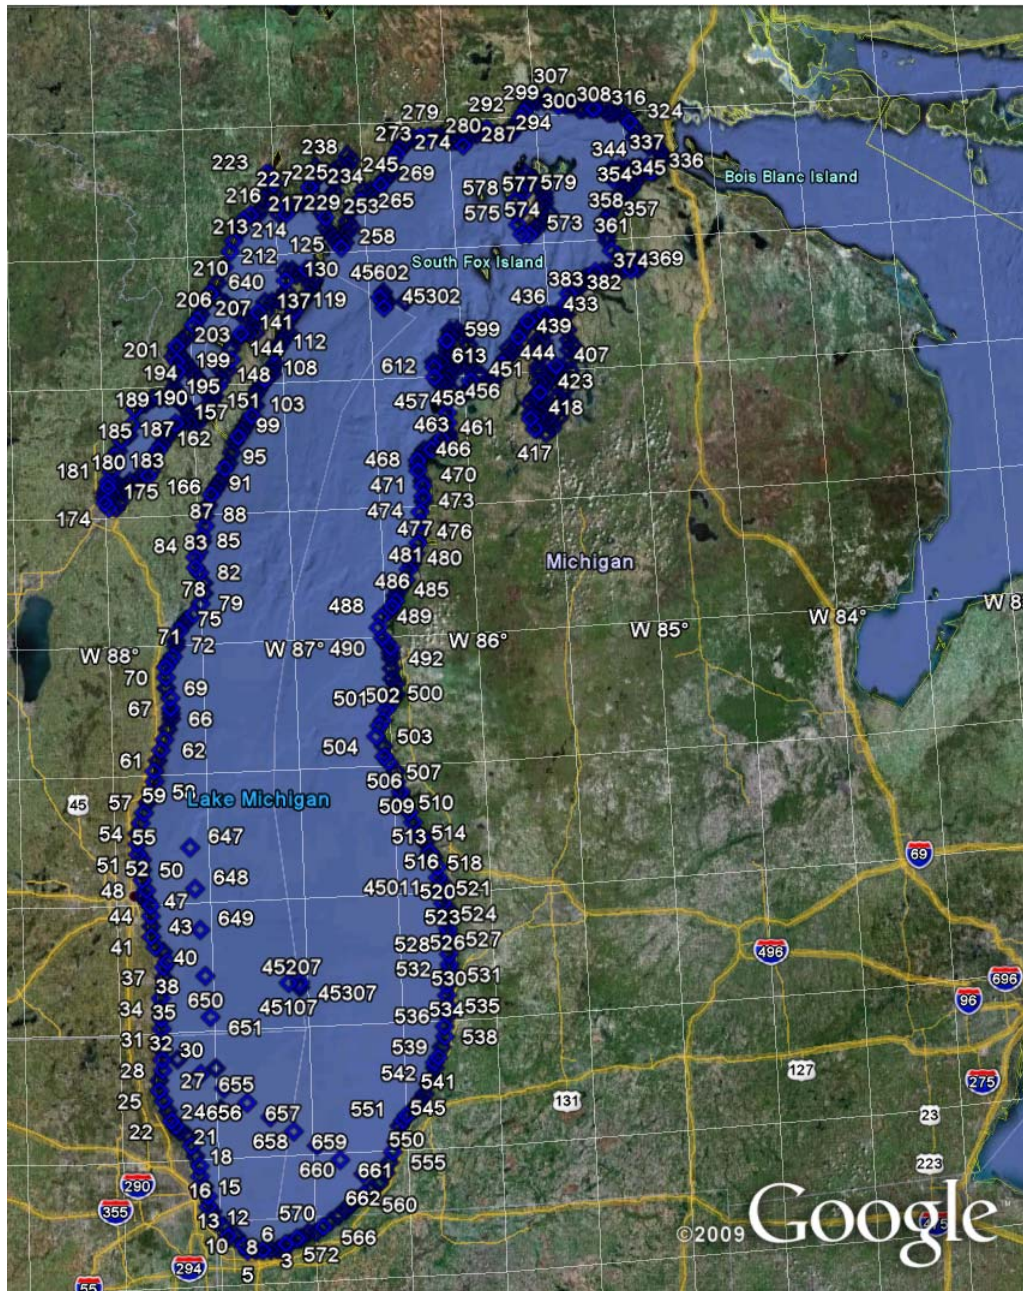 307
299 300 308 316
279 292 324
273 274 280 287 294
238 344 337
223 225 234 245 269 354 345 336
227 578 577 579 Bois Blanc Island
216 217 229 253 265 575 574 358 357
213 214 573 361
125 258
212 South Fox Island 374 369
210 130 45602 383 382
640
206 207 137 119 45302 436 433
141 599 439
203 112
201 144 613 444 407
199 108 612 451
194 195 148 456 423
190 151 103 457 458 418
189 157
187 162 99 463 461 417
185 466
181 180 183 95 468 470
175 166 91 471 473
174 87 88 474
477 476
84 83 85 481 480 Michigan
82
78 79 486 485
75 488 489
71 72 W 87° 490 W 86° W 85° W 84° W 8
W 88° 492
70 69 501 502 500
67 66 503
62 504
61 507
59 506
57 Lake Michigan 509 510
45
54 55 647 513 514
51 52 50 516 518 69
48 47 648 45011 520 521
44 43 649 523 524
41 528 526 527
40 496
37 38 45207 532 530 531 696
650 45307 96
34 35 45107 536 534 535
651
31 32 538
30 539
28 27 655 542 541 127 275
25 24 656 657 551 545 131 23
22 21 658 659 550
18 660 661 555 223
290 16 15 662 560
355 13 12 570
10 6 566 ©2009 Google™
294 8 3 572
55 5